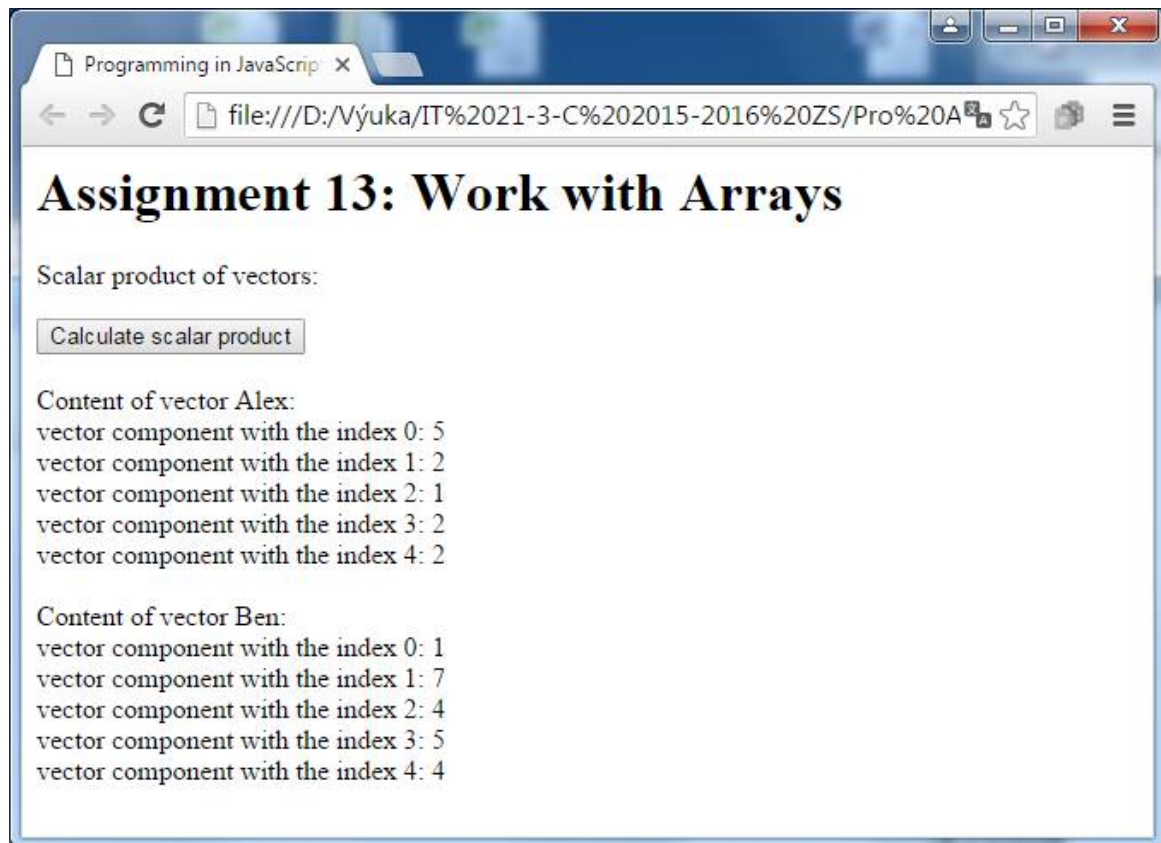 Programming in JavaScrip
file:///D:/Výuka/IT%2021-3-C%202015-2016%20ZS/Pro%20A
Assignment 13: Work with Arrays
Scalar product of vectors:
Calculate scalar product
Content of vector Alex:
vector component with the index 0: 5
vector component with the index 1: 2
vector component with the index 2: 1
vector component with the index 3: 2
vector component with the index 4: 2
Content of vector Ben:
vector component with the index 0: 1
vector component with the index 1: 7
vector component with the index 2: 4
vector component with the index 3: 5
vector component with the index 4: 4